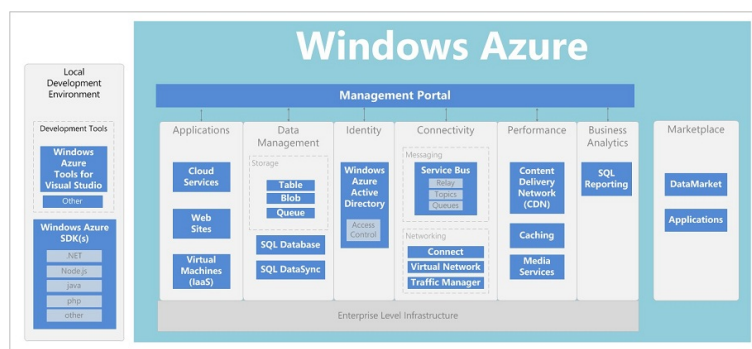 Windows Azure
Local
Development
Environment
Development Tools
Windows
Azure
Tools for
Visual Studio
Other
Windows Azure
SDK(s)
.NET
Node.js
java
php
other
Management Portal
Applications
Cloud
Services
Web
Sites
Virtual
Machines
(IaaS)
Data
Management
Storage
Table
Blob
Queue
SQL Database
SQL DataSync
Identity
Windows
Azure
Active
Directory
Access
Control
Connectivity
Messaging
Service Bus
Relay
Topics
Queues
Networking
Connect
Virtual Network
Traffic Manager
Performance
Content
Delivery
Network
(CDN)
Caching
Media
Services
Business
Analytics
SQL
Reporting
Marketplace
DataMarket
Applications
Enterprise Level Infrastructure